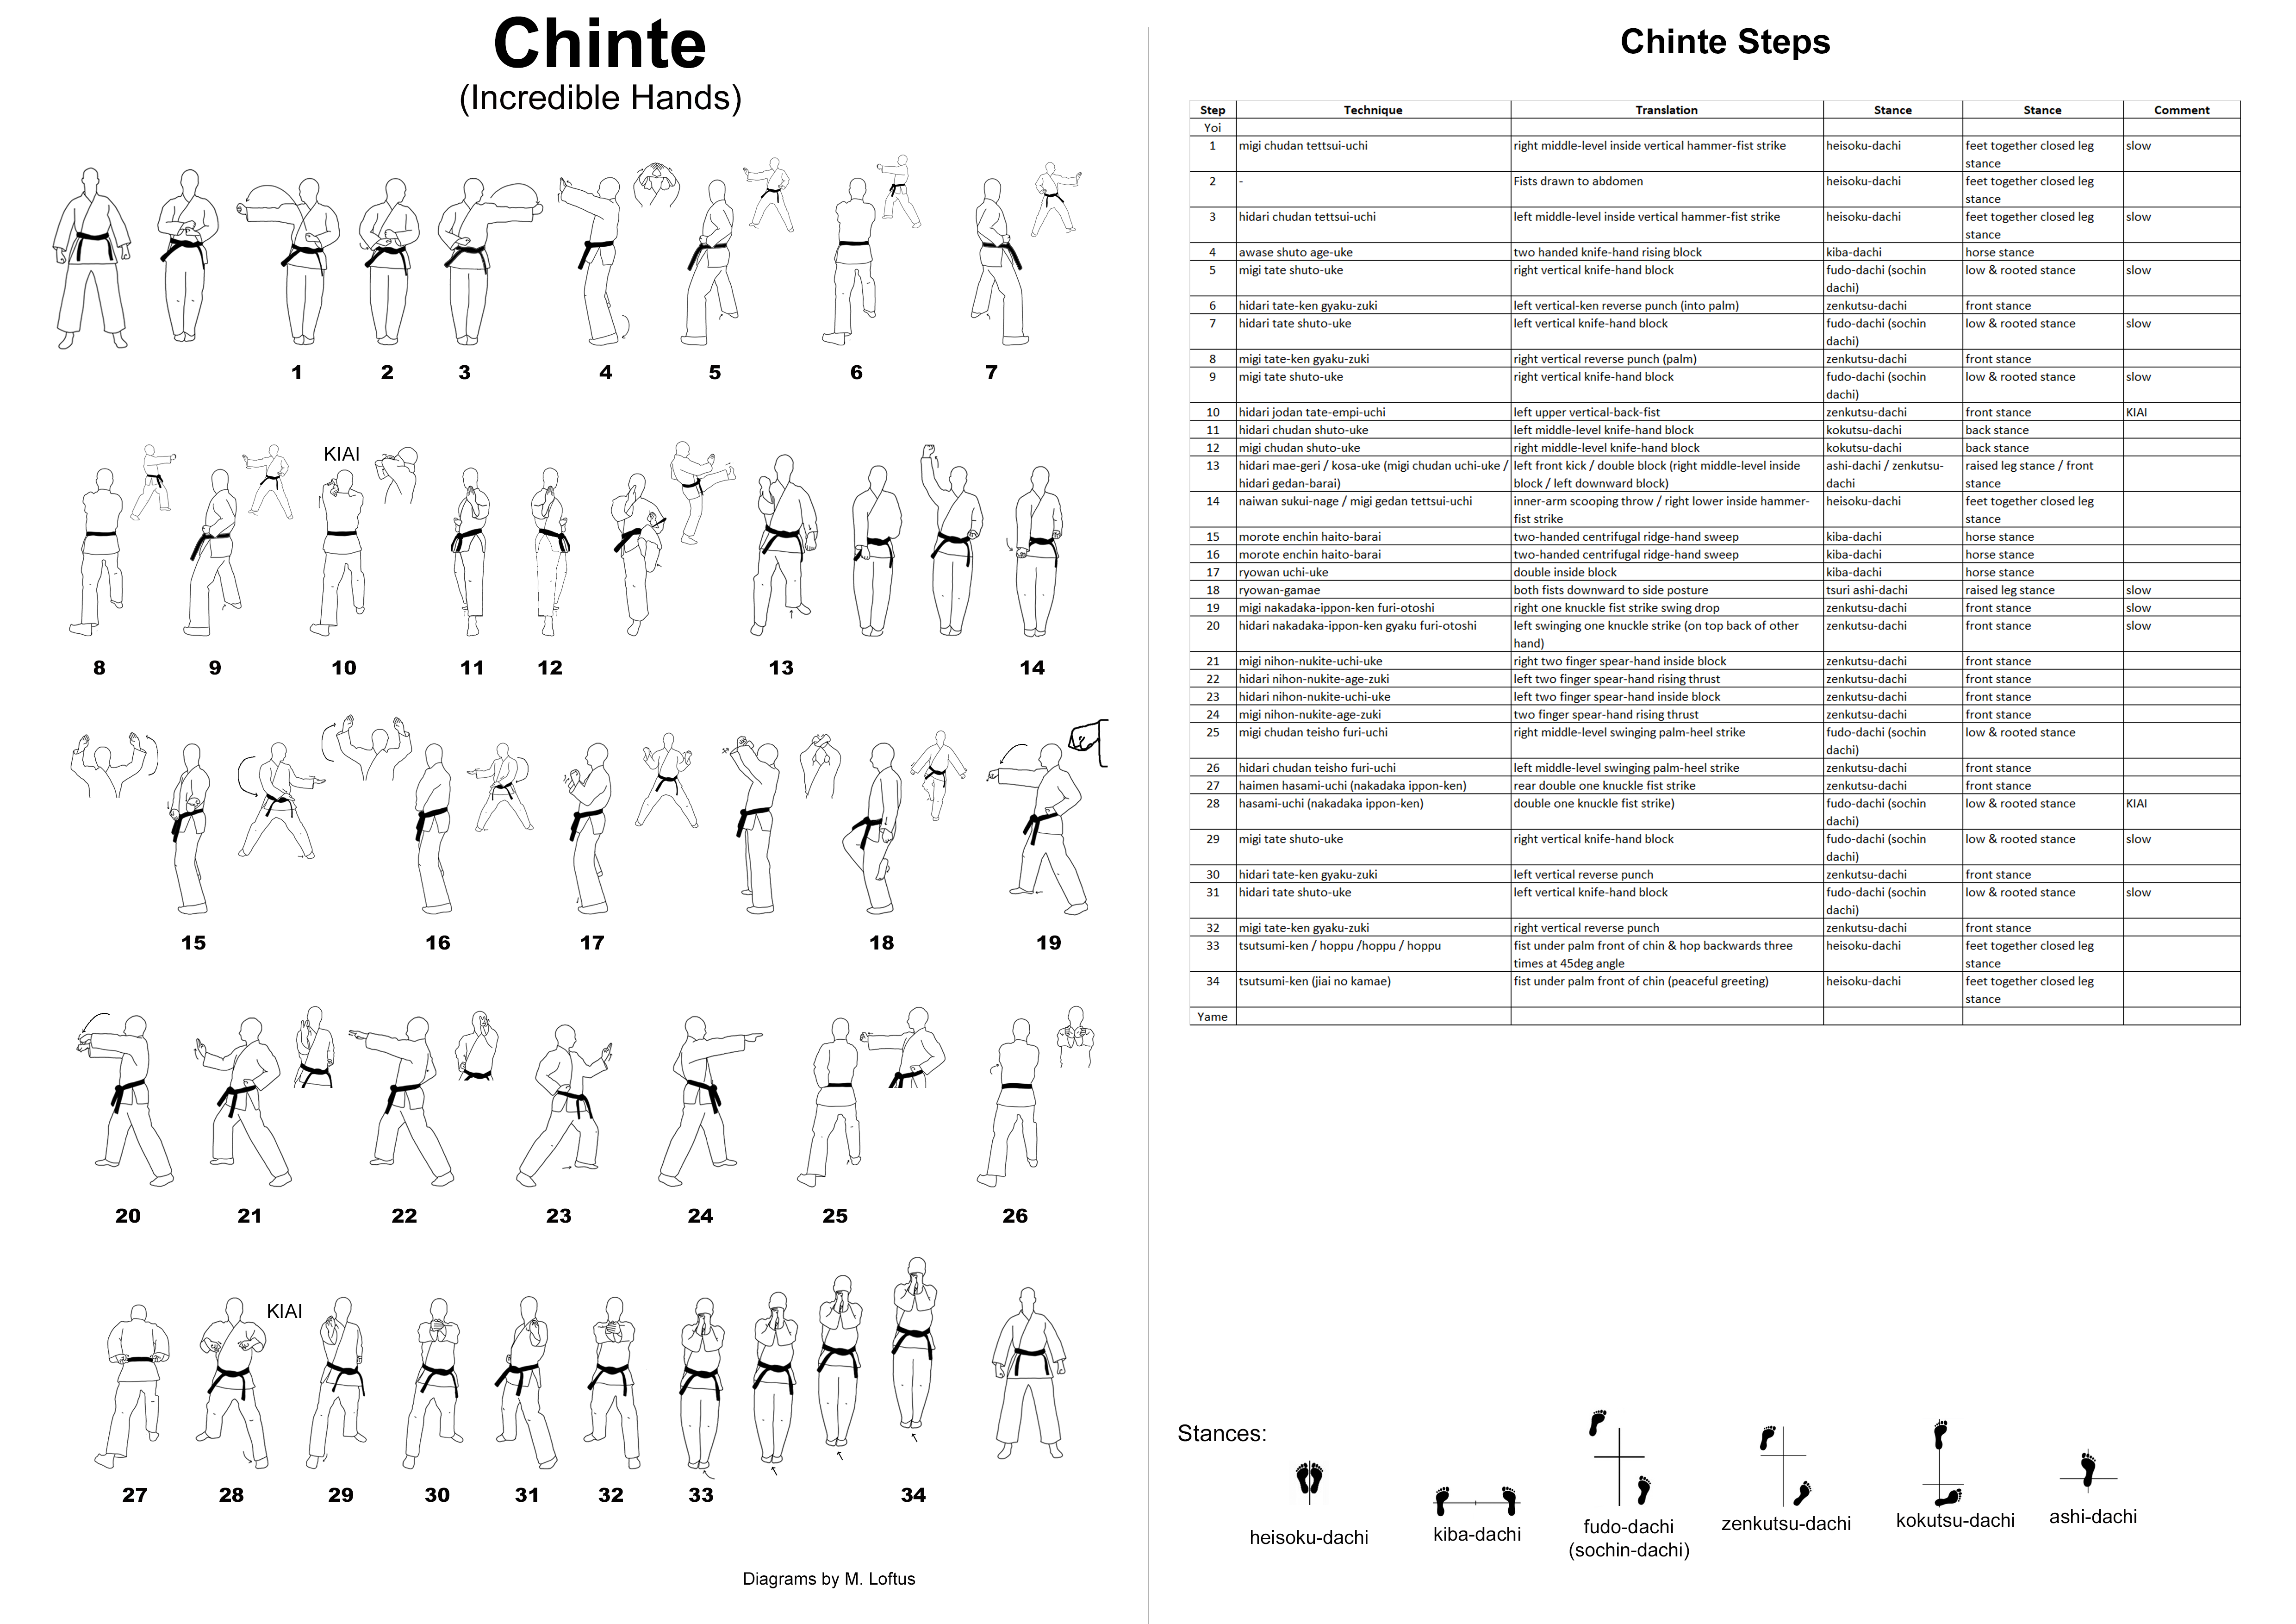 Chinte
(Incredible Hands)
1 2 3 4 5 6 7
KIAI
8 9 10 11 12 13 14
15 16 17 18 19
20 21 22 23 24 25 26
KIAI
27 28 29 30 31 32 33 34
Diagrams by M. Loftus
Chinte Steps
Step Technique Translation Stance Stance Comment
Yoi
1 migi chudan tettsui-uchi right middle-level inside vertical hammer-fist strike heisoku-dachi feet together closed leg slow
stance
2 - Fists drawn to abdomen heisoku-dachi feet together closed leg
stance
3 hidari chudan tettsui-uchi left middle-level inside vertical hammer-fist strike heisoku-dachi feet together closed leg slow
stance
4 awase shuto age-uke two handed knife-hand rising block kiba-dachi horse stance
5 migi tate shuto-uke right vertical knife-hand block fudo-dachi (sochin low & rooted stance slow
dachi)
6 hidari tate-ken gyaku-zuki left vertical-ken reverse punch (into palm) zenkutsu-dachi front stance
7 hidari tate shuto-uke left vertical knife-hand block fudo-dachi (sochin low & rooted stance slow
dachi)
8 migi tate-ken gyaku-zuki right vertical reverse punch (palm) zenkutsu-dachi front stance
9 migi tate shuto-uke right vertical knife-hand block fudo-dachi (sochin low & rooted stance slow
dachi)
10 hidari jodan tate-empi-uchi left upper vertical-back-fist zenkutsu-dachi front stance KIAI
11 hidari chudan shuto-uke left middle-level knife-hand block kokutsu-dachi back stance
12 migi chudan shuto-uke right middle-level knife-hand block kokutsu-dachi back stance
13 hidari mae-geri / kosa-uke (migi chudan uchi-uke / left front kick / double block (right middle-level inside ashi-dachi / zenkutsu- raised leg stance / front
hidari gedan-barai) block / left downward block) dachi stance
14 naiwan sukui-nage / migi gedan tettsui-uchi inner-arm scooping throw / right lower inside hammer- heisoku-dachi feet together closed leg
fist strike stance
15 morote enchin haito-barai two-handed centrifugal ridge-hand sweep kiba-dachi horse stance
16 morote enchin haito-barai two-handed centrifugal ridge-hand sweep kiba-dachi horse stance
17 ryowan uchi-uke double inside block kiba-dachi horse stance
18 ryowan-gamae both fists downward to side posture tsuri ashi-dachi raised leg stance slow
19 migi nakadaka-ippon-ken furi-otoshi right one knuckle fist strike swing drop zenkutsu-dachi front stance slow
20 hidari nakadaka-ippon-ken gyaku furi-otoshi left swinging one knuckle strike (on top back of other zenkutsu-dachi front stance slow
hand)
21 migi nihon-nukite-uchi-uke right two finger spear-hand inside block zenkutsu-dachi front stance
22 hidari nihon-nukite-age-zuki left two finger spear-hand rising thrust zenkutsu-dachi front stance
23 hidari nihon-nukite-uchi-uke left two finger spear-hand inside block zenkutsu-dachi front stance
24 migi nihon-nukite-age-zuki two finger spear-hand rising thrust zenkutsu-dachi front stance
25 migi chudan teisho furi-uchi right middle-level swinging palm-heel strike fudo-dachi (sochin low & rooted stance
dachi)
26 hidari chudan teisho furi-uchi left middle-level swinging palm-heel strike zenkutsu-dachi front stance
27 haimen hasami-uchi (nakadaka ippon-ken) rear double one knuckle fist strike zenkutsu-dachi front stance
28 hasami-uchi (nakadaka ippon-ken) double one knuckle fist strike) fudo-dachi (sochin low & rooted stance KIAI
dachi)
29 migi tate shuto-uke right vertical knife-hand block fudo-dachi (sochin low & rooted stance slow
dachi)
30 hidari tate-ken gyaku-zuki left vertical reverse punch zenkutsu-dachi front stance
31 hidari tate shuto-uke left vertical knife-hand block fudo-dachi (sochin low & rooted stance slow
dachi)
32 migi tate-ken gyaku-zuki right vertical reverse punch zenkutsu-dachi front stance
33 tsutsumi-ken / hoppu /hoppu / hoppu fist under palm front of chin & hop backwards three heisoku-dachi feet together closed leg
times at 45deg angle stance
34 tsutsumi-ken (jiai no kamae) fist under palm front of chin (peaceful greeting) heisoku-dachi feet together closed leg
stance
Yame
Stances:
heisoku-dachi
kiba-dachi
fudo-dachi
(sochin-dachi)
zenkutsu-dachi
kokutsu-dachi
ashi-dachi